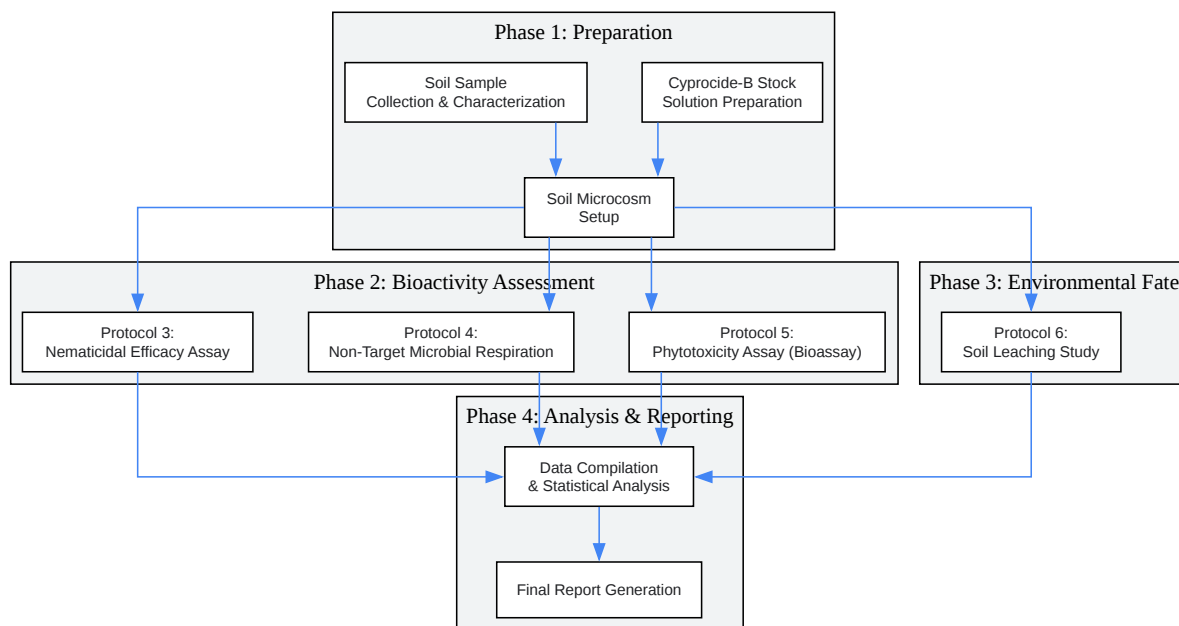 Phase 1: Preparation
Soil Sample
Collection & Characterization
Cyprocide-B Stock
Solution Preparation
Soil Microcosm
Setup
Phase 2: Bioactivity Assessment
Phase 3: Environmental Fate
Protocol 3:
Nematicidal Efficacy Assay
Protocol 4:
Non-Target Microbial Respiration
Protocol 5:
Phytotoxicity Assay (Bioassay)
Protocol 6:
Soil Leaching Study
Phase 4: Analysis & Reporting
Data Compilation
& Statistical Analysis
Final Report Generation